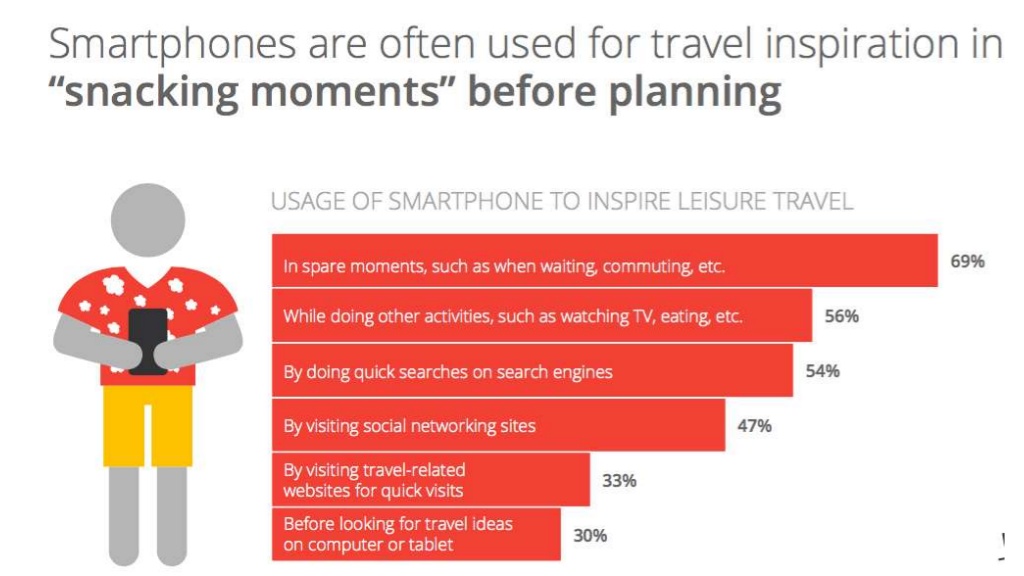 Smartphones are often used for travel inspiration in
“snacking moments” before planning
USAGE OF SMARTPHONE TO INSPIRE LEISURE TRAVEL
In spare moments, such as when waiting, commuting, etc.
69%
While doing other activities, such as watching TV, eating, etc.
56%
By doing quick searches on search engines
54%
By visiting social networking sites
47%
By visiting travel-related
websites for quick visits
33%
Before looking for travel ideas
on computer or tablet
30%